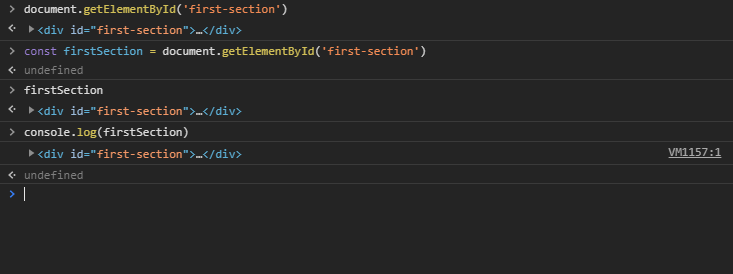 document.getElementById('first-section')
<div id="first-section">…</div>
const firstSection = document.getElementById('first-section')
undefined
firstSection
<div id="first-section">…</div>
console.log(firstSection)
<div id="first-section">…</div> VM1157:1
undefined